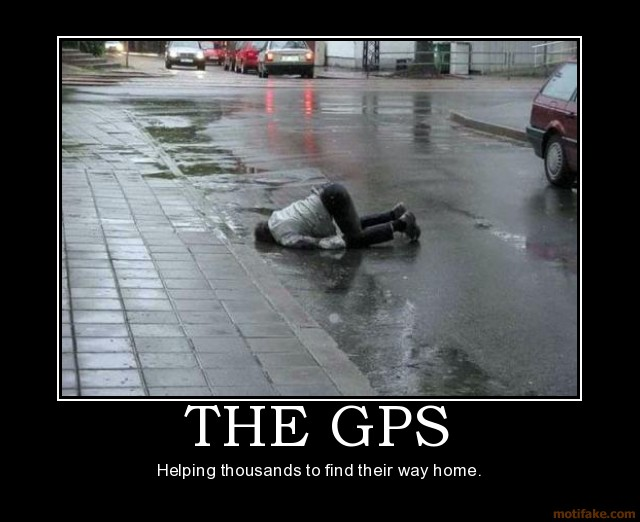 THE GPS
Helping thousands to find their way home.
motifake.com